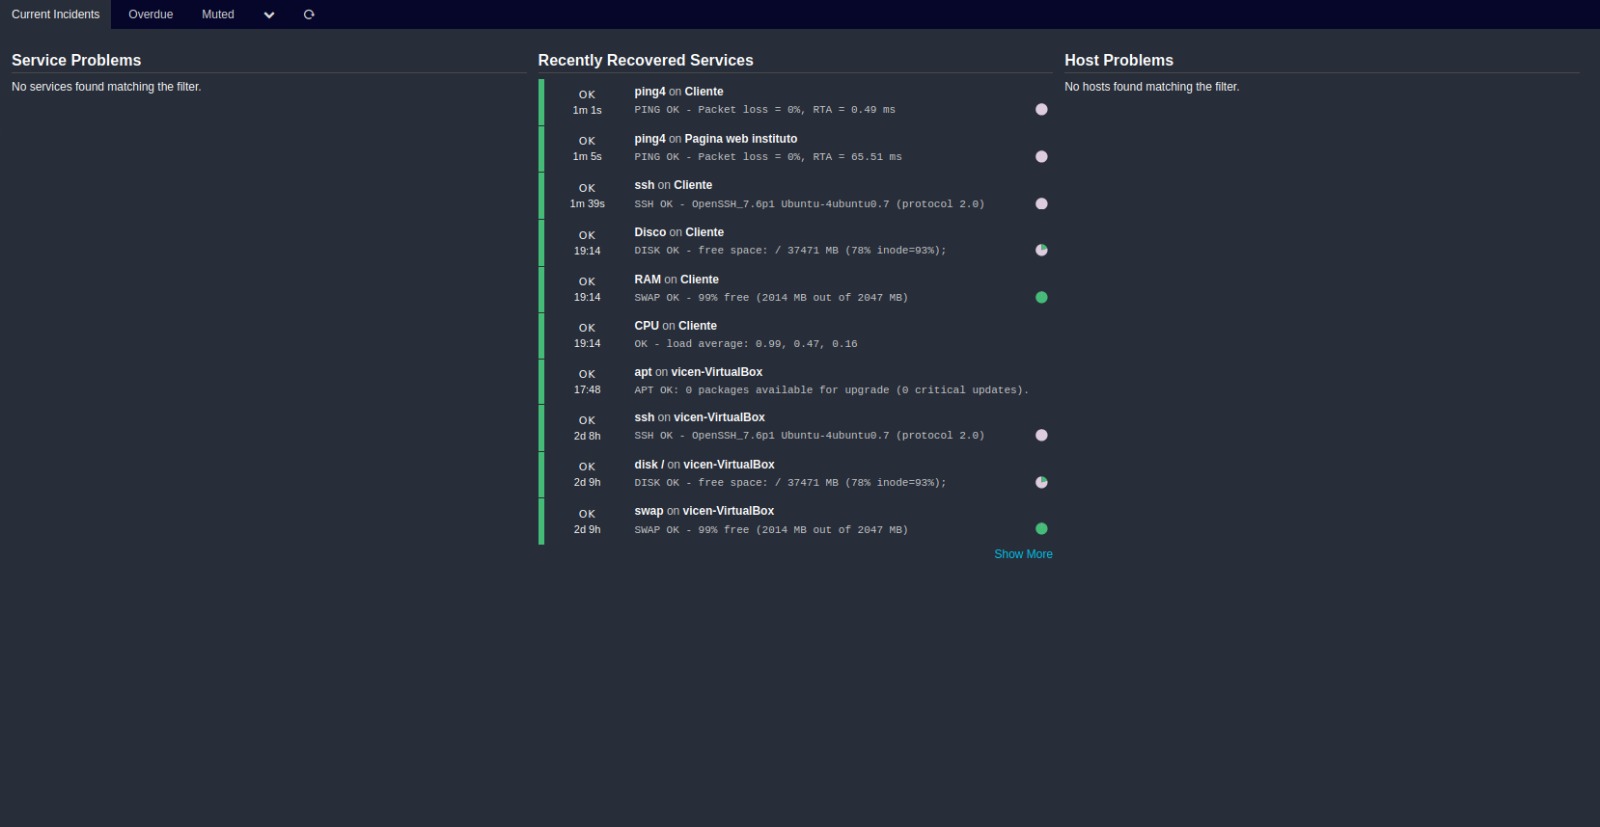 Current Incidents Overdue Muted
Service Problems
No services found matching the filter.
Recently Recovered Services
OK
1m 1s
ping4 on Cliente
PING OK - Packet loss = 0%, RTA = 0.49 ms
OK
1m 5s
ping4 on Pagina web instituto
PING OK - Packet loss = 0%, RTA = 65.51 ms
OK
1m 39s
ssh on Cliente
SSH OK - OpenSSH_7.6p1 Ubuntu-4ubuntu0.7 (protocol 2.0)
OK
19:14
Disco on Cliente
DISK OK - free space: / 37471 MB (78% inode=93%);
OK
19:14
RAM on Cliente
SWAP OK - 99% free (2014 MB out of 2047 MB)
OK
19:14
CPU on Cliente
OK - load average: 0.99, 0.47, 0.16
OK
17:48
apt on vicen-VirtualBox
APT OK: 0 packages available for upgrade (0 critical updates).
OK
2d 8h
ssh on vicen-VirtualBox
SSH OK - OpenSSH_7.6p1 Ubuntu-4ubuntu0.7 (protocol 2.0)
OK
2d 9h
disk / on vicen-VirtualBox
DISK OK - free space: / 37471 MB (78% inode=93%);
OK
2d 9h
swap on vicen-VirtualBox
SWAP OK - 99% free (2014 MB out of 2047 MB)
Show More
Host Problems
No hosts found matching the filter.